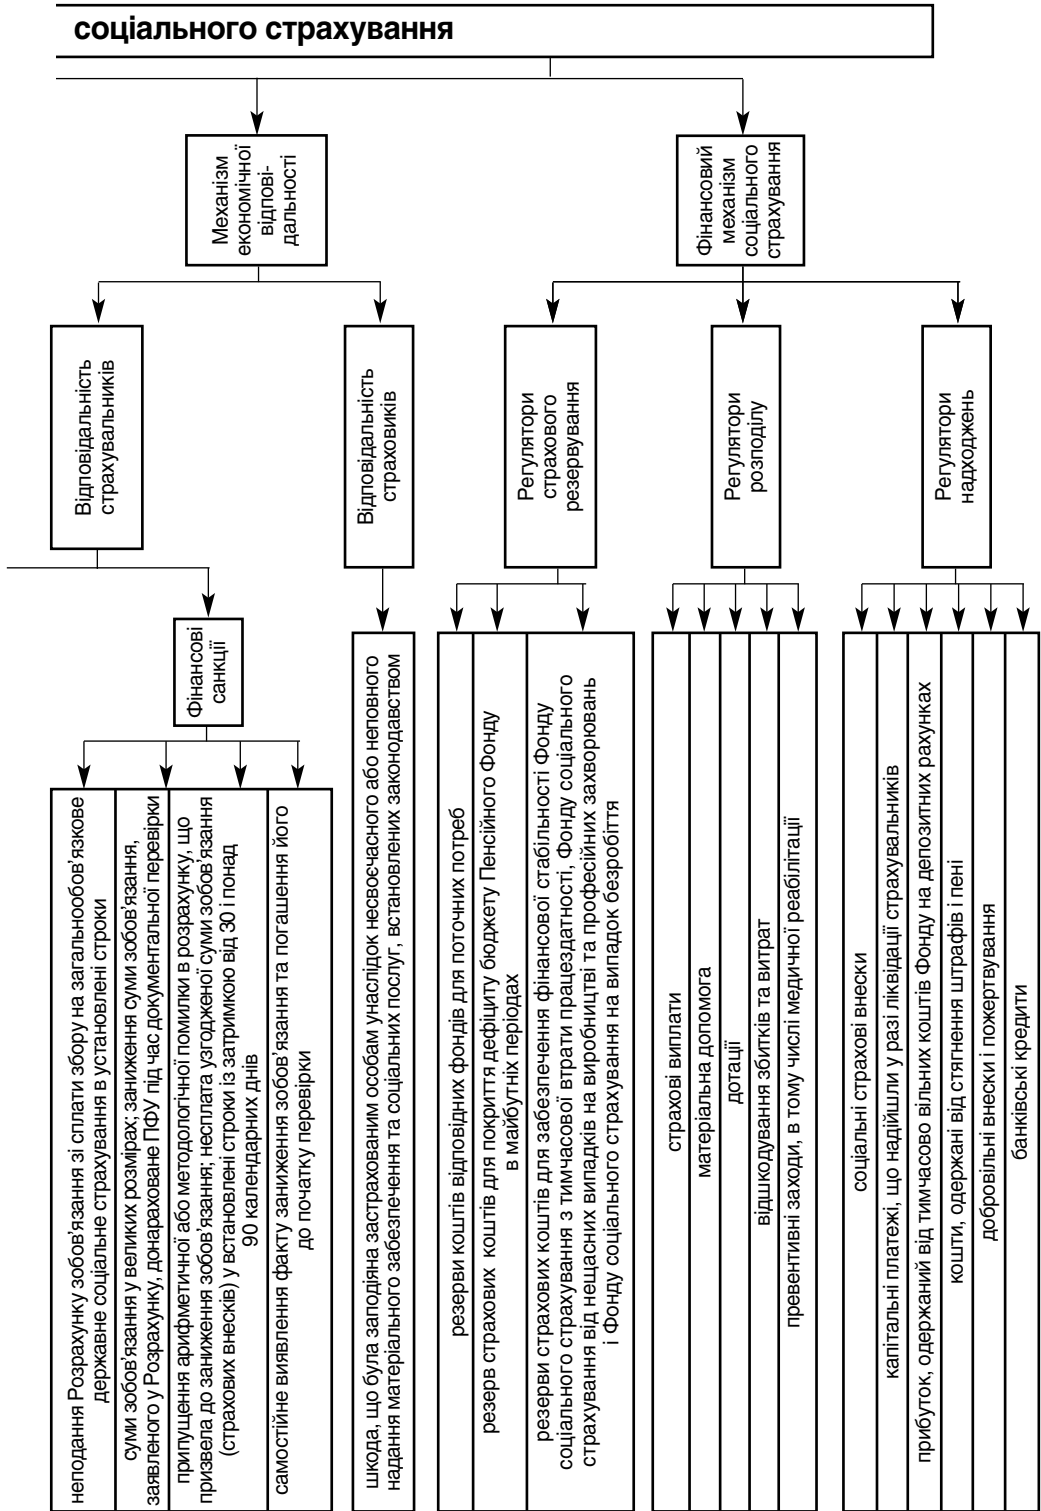 соціального страхування
Механізм
економічної
відпові-
дальності
Фінансовий
механізм
соціального
страхування
Відповідальність
страхувальників
Відповідальність
страховиків
Регулятори
страхового
резервування
Регулятори
розподілу
Регулятори
надходжень
Фінансові
санкції
неподання Розрахунку зобов'язання зі сплати збору на загальнообов'язкове
державне соціальне страхування в установлені строки
суми зобов'язання у великих розмірах; заниження суми зобов'язання,
заявленого у Розрахунку, донараховане ПФУ під час документальної перевірки
припущення арифметичної або методологічної помилки в розрахунку, що
призвела до заниження зобов'язання; несплата узгодженої суми зобов'язання
(страхових внесків) у встановлені строки із затримкою від 30 і понад
90 календарних днів
самостійне виявлення факту заниження зобов'язання та погашення його
до початку перевірки
шкода, що була заподіяна застрахованим особам унаслідок несвоєчасного або неповного
надання матеріального забезпечення та соціальних послуг, встановлених законодавством
резерви коштів відповідних фондів для поточних потреб
резерв страхових коштів для покриття дефіциту бюджету Пенсійного Фонду
в майбутніх періодах
резерви страхових коштів для забезпечення фінансової стабільності Фонду
соціального страхування з тимчасової втрати працездатності, Фонду соціального
страхування від нещасних випадків на виробництві та професійних захворювань
і Фонду соціального страхування на випадок безробіття
страхові виплати
матеріальна допомога
дотації
відшкодування збитків та витрат
превентивні заходи, в тому числі медичної реабілітації
соціальні страхові внески
капітальні платежі, що надійшли у разі ліквідації страхувальників
прибуток, одержаний від тимчасово вільних коштів Фонду на депозитних рахунках
кошти, одержані від стягнення штрафів і пені
добровільні внески і пожертвування
банківські кредити